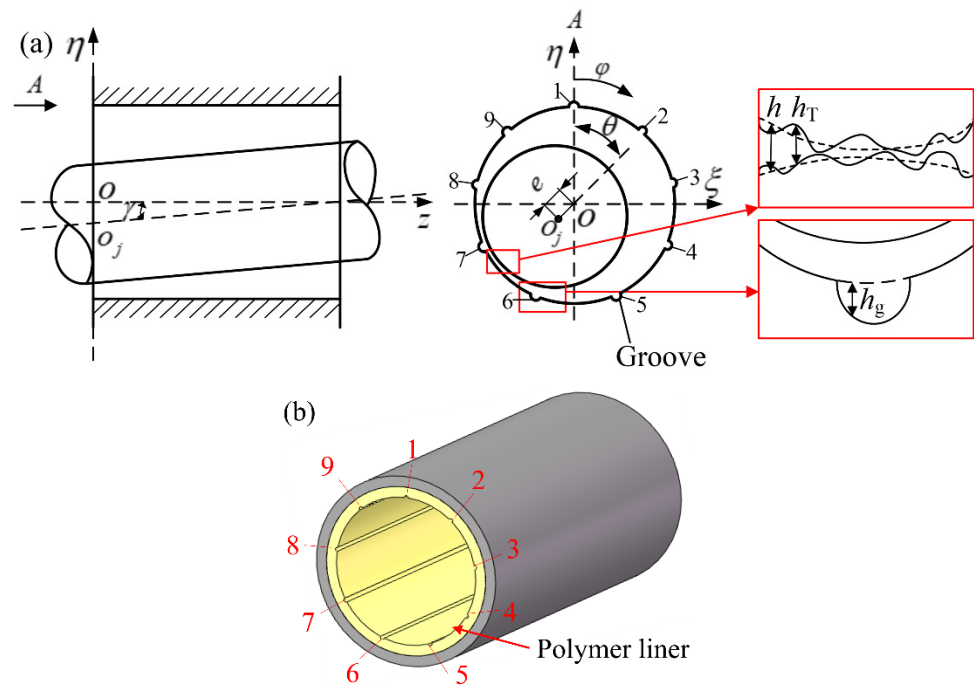 (a)
η
A
O
γ
z
O_j
A
η
φ
1
2
9
θ
8
3
ξ
e
O
O_j
7
4
6
5
Groove
h
h_T
h_g
(b)
1
9
2
8
3
7
4
6
5
Polymer liner